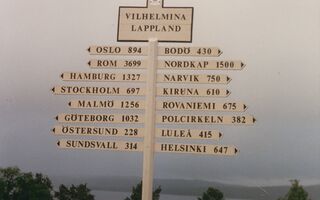 VILHELMINA
LAPPLAND
OSLO 894
BODÖ 430
ROM 3699
NORDKAP 1500
HAMBURG 1327
NARVIK 750
STOCKHOLM 697
KIRUNA 610
MALMÖ 1256
ROVANIEMI 675
GÖTEBORG 1032
POLCIRKELN 382
ÖSTERSUND 228
LULEÅ 415
SUNDSVALL 314
HELSINKI 647